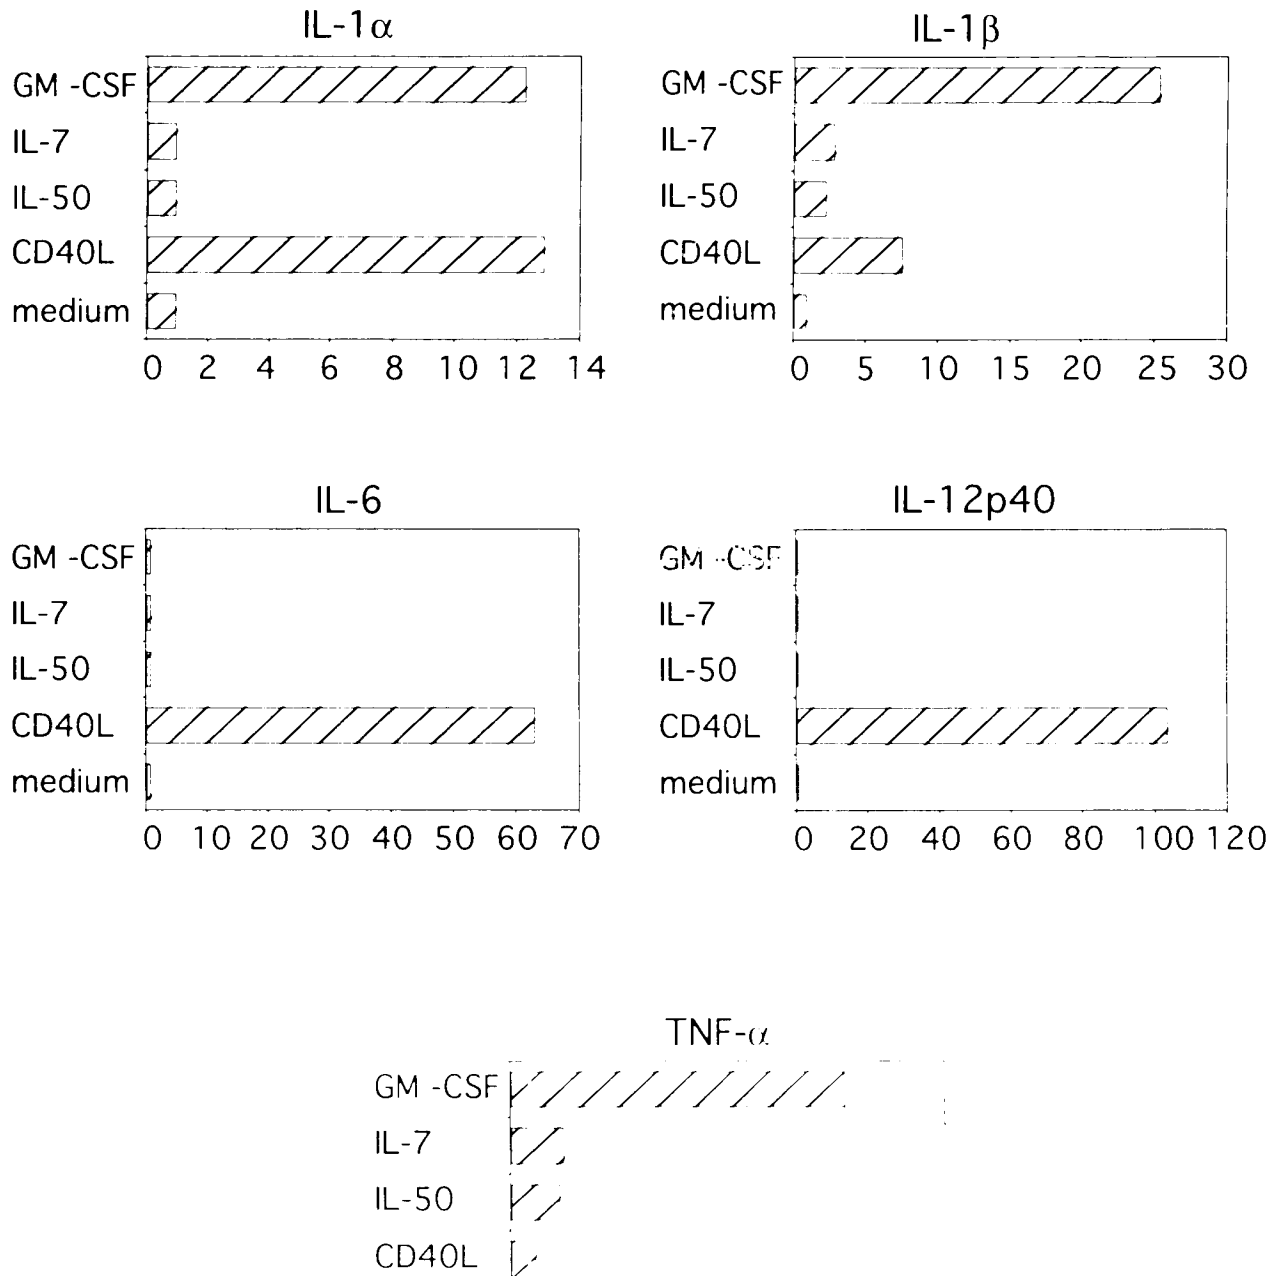 IL-1α
GM -CSF
IL-7
IL-50
CD40L
medium
0 2 4 6 8 10 12 14
IL-1β
GM -CSF
IL-7
IL-50
CD40L
medium
0 5 10 15 20 25 30
IL-6
GM -CSF
IL-7
IL-50
CD40L
medium
0 10 20 30 40 50 60 70
IL-12p40
GM -CSF
IL-7
IL-50
CD40L
medium
0 20 40 60 80 100 120
TNF-α
GM -CSF
IL-7
IL-50
CD40L